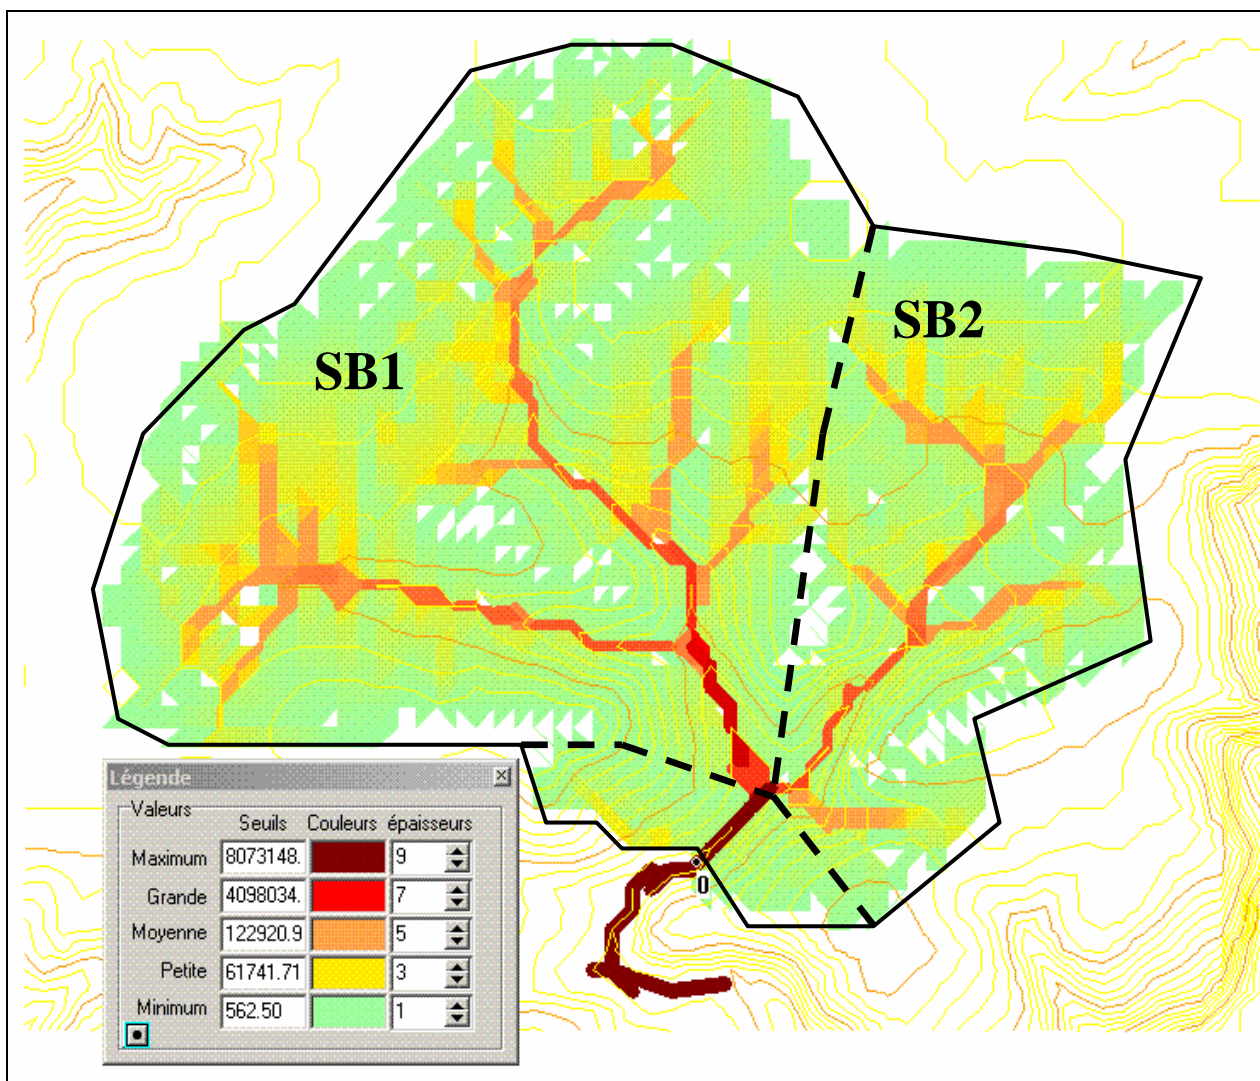 SB2
SB1
Légende
Valeurs
Seuils Couleurs épaisseurs
Maximum 8073148. 9
Grande 4098034. 7
Moyenne 122920.9 5
Petite 61741.71 3
Minimum 562.50 1
0